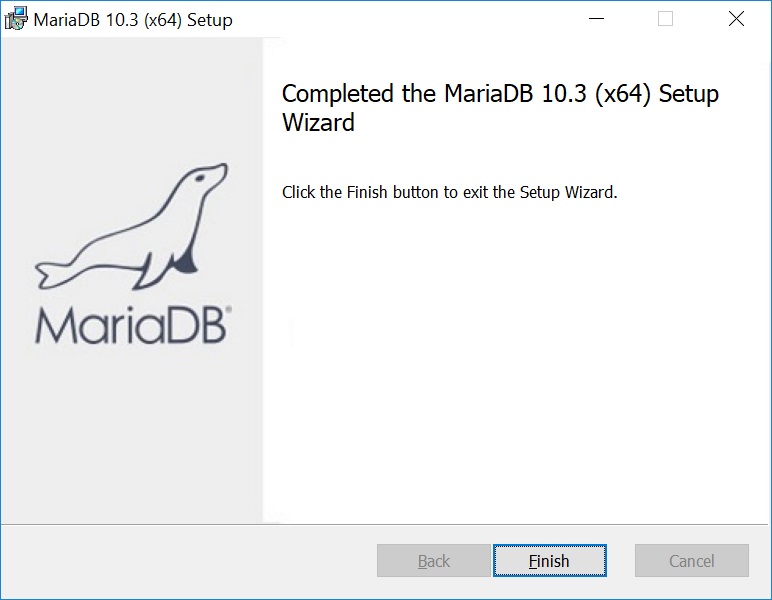 MariaDB 10.3 (x64) Setup
Completed the MariaDB 10.3 (x64) Setup
Wizard
Click the Finish button to exit the Setup Wizard.
MariaDB®
Back
Finish
Cancel